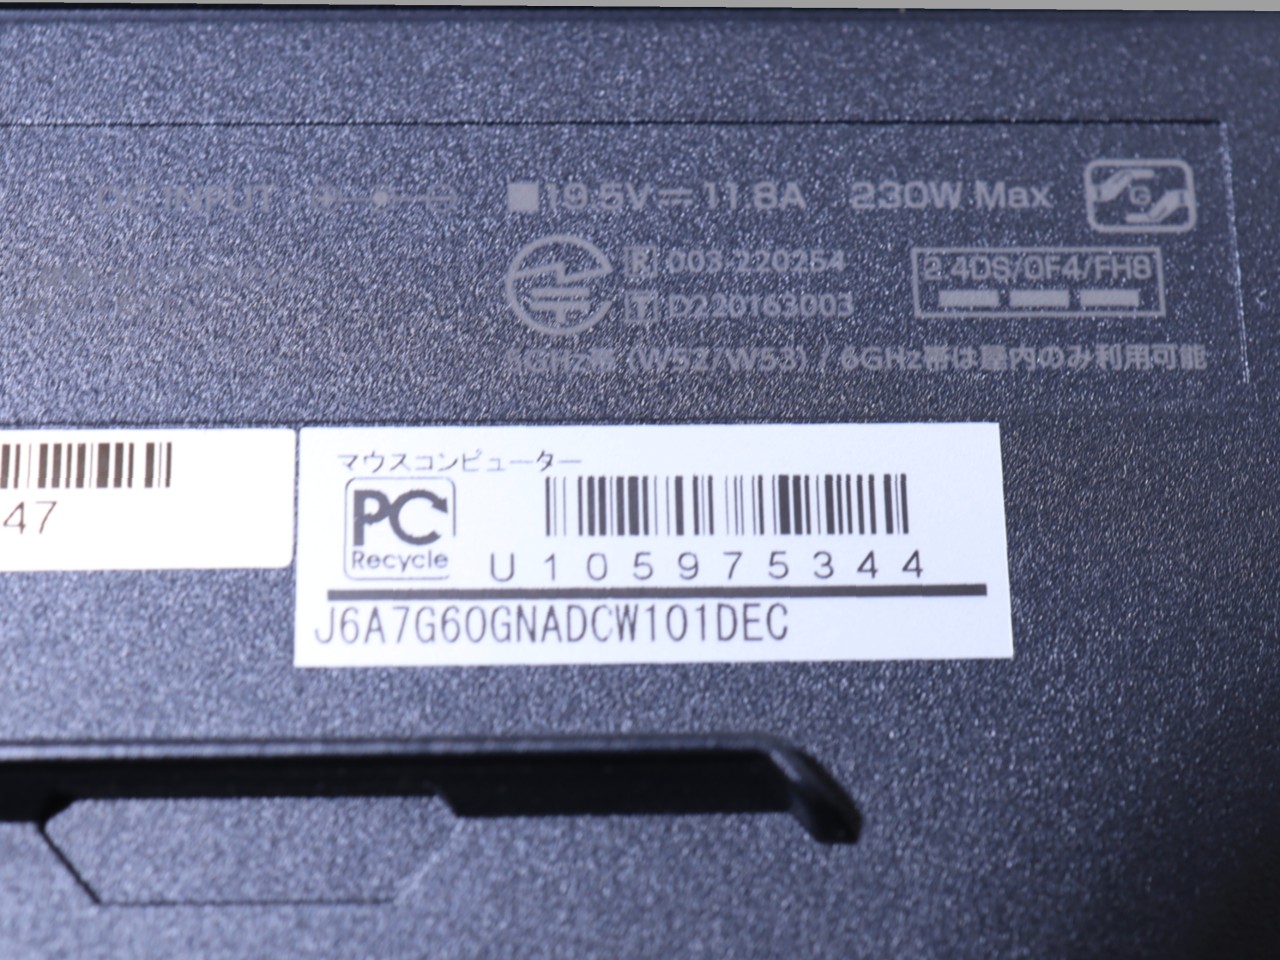 DC INPUT 19.5V 11.8A 230W Max
R 003-220254
T D220163003
2.4DS/OF4/FH8
5GHz帯 (W52/W53) / 6GHz帯は屋内のみ利用可能
47
マウスコンピューター
PC
Recycle
U105975344
J6A7G60GNADCW101DEC